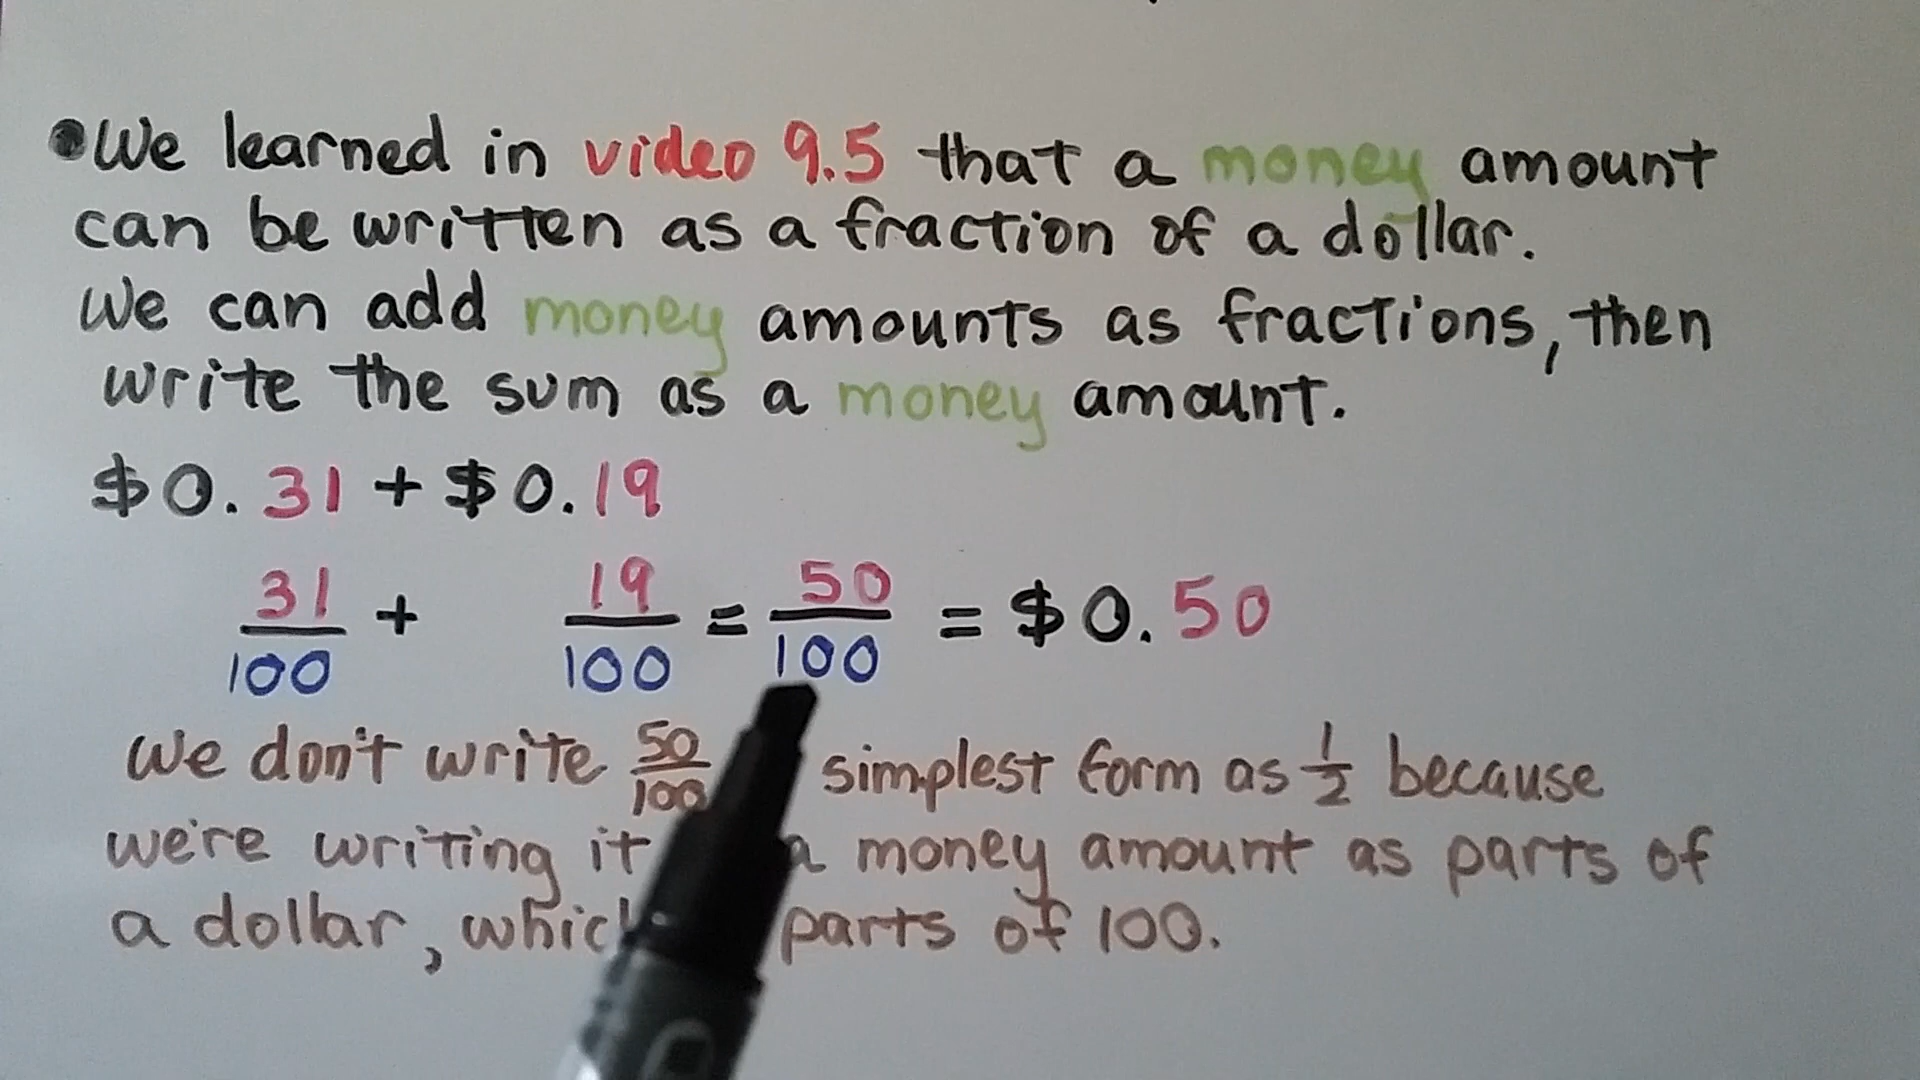 •We learned in video 9.5 that a money amount
can be written as a fraction of a dollar.
We can add money amounts as fractions, then
write the sum as a money amount.
$0.31 + $0.19
31/100 + 19/100 = 50/100 = $0.50
We don't write 50/100 simplest form as 1/2 because
we're writing it a money amount as parts of
a dollar, parts of 100.